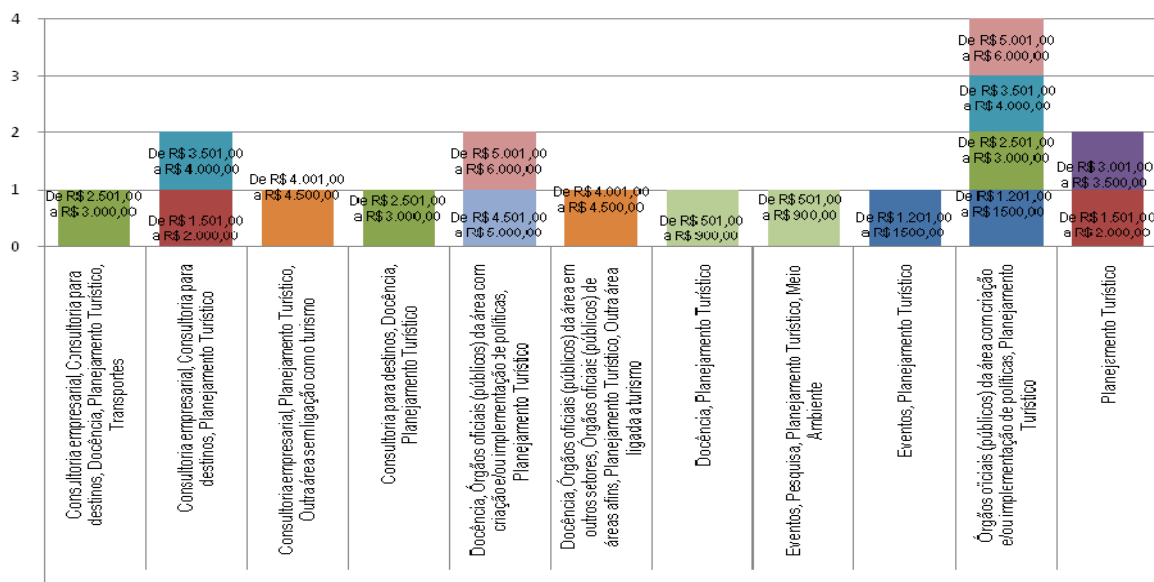 4
3
2
1
0
De R$ 2.501,00
a R$ 3.000,00
De R$ 3.501,00
a R$ 4.000,00
De R$ 1.501,00
a R$ 2.000,00
De R$ 4.001,00
a R$ 4.500,00
De R$ 2.501,00
a R$ 3.000,00
De R$ 5.001,00
a R$ 6.000,00
De R$ 4.501,00
a R$ 5.000,00
De R$ 4.001,00
a R$ 4.500,00
De R$ 501,00
a R$ 900,00
De R$ 501,00
a R$ 900,00
De R$ 1.201,00
a R$ 1500,00
De R$ 5.001,00
a R$ 6.000,00
De R$ 3.501,00
a R$ 4.000,00
De R$ 2.501,00
a R$ 3.000,00
De R$ 1.201,00
a R$ 1500,00
De R$ 3.001,00
a R$ 3.500,00
De R$ 1.501,00
a R$ 2.000,00
Consultoria empresarial, Consultoria para
destinos, Docência, Planejamento Turístico,
Transportes
Consultoria empresarial, Consultoria para
destinos, Planejamento Turístico
Consultoria empresarial, Planejamento Turístico,
Outra área sem ligação com o turismo
Consultoria para destinos, Docência,
Planejamento Turístico
Docência, Órgãos oficiais (públicos) da área com
criação e/ou implementação de políticas,
Planejamento Turístico
Docência, Órgãos oficiais (públicos) da área em
outros setores, Órgãos oficiais (públicos) de
áreas afins, Planejamento Turístico, Outra área
ligada a turismo
Docência, Planejamento Turístico
Eventos, Pesquisa, Planejamento Turístico, Meio
Ambiente
Eventos, Planejamento Turístico
Órgãos oficiais (públicos) da área com criação
e/ou implementação de políticas, Planejamento
Turístico
Planejamento Turístico